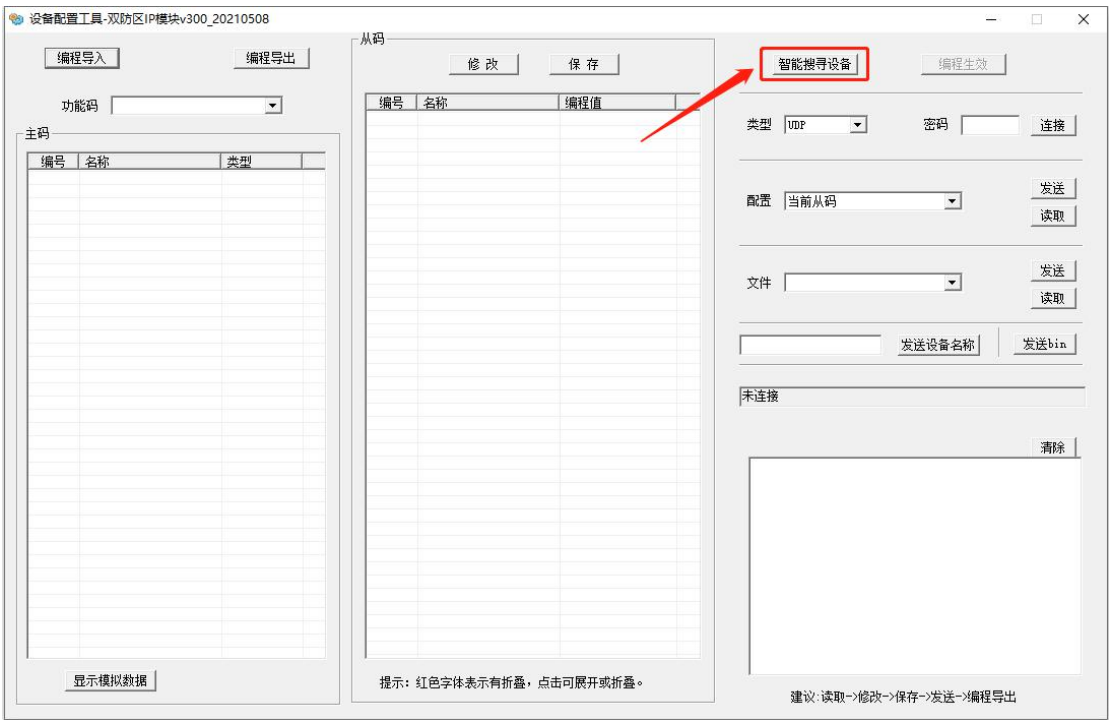 设备配置工具-双防区IP模块v300_20210508
编程导入
编程导出
功能码
主码
编号 名称 类型
显示模拟数据
从码
修 改
保 存
编号 名称 编程值
提示：红色字体表示有折叠，点击可展开或折叠。
智能搜寻设备
编程生效
类型 UDP 密码 连接
配置 当前从码
发送
读取
文件
发送
读取
发送设备名称 发送bin
未连接
清除
建议:读取->修改->保存->发送->编程导出